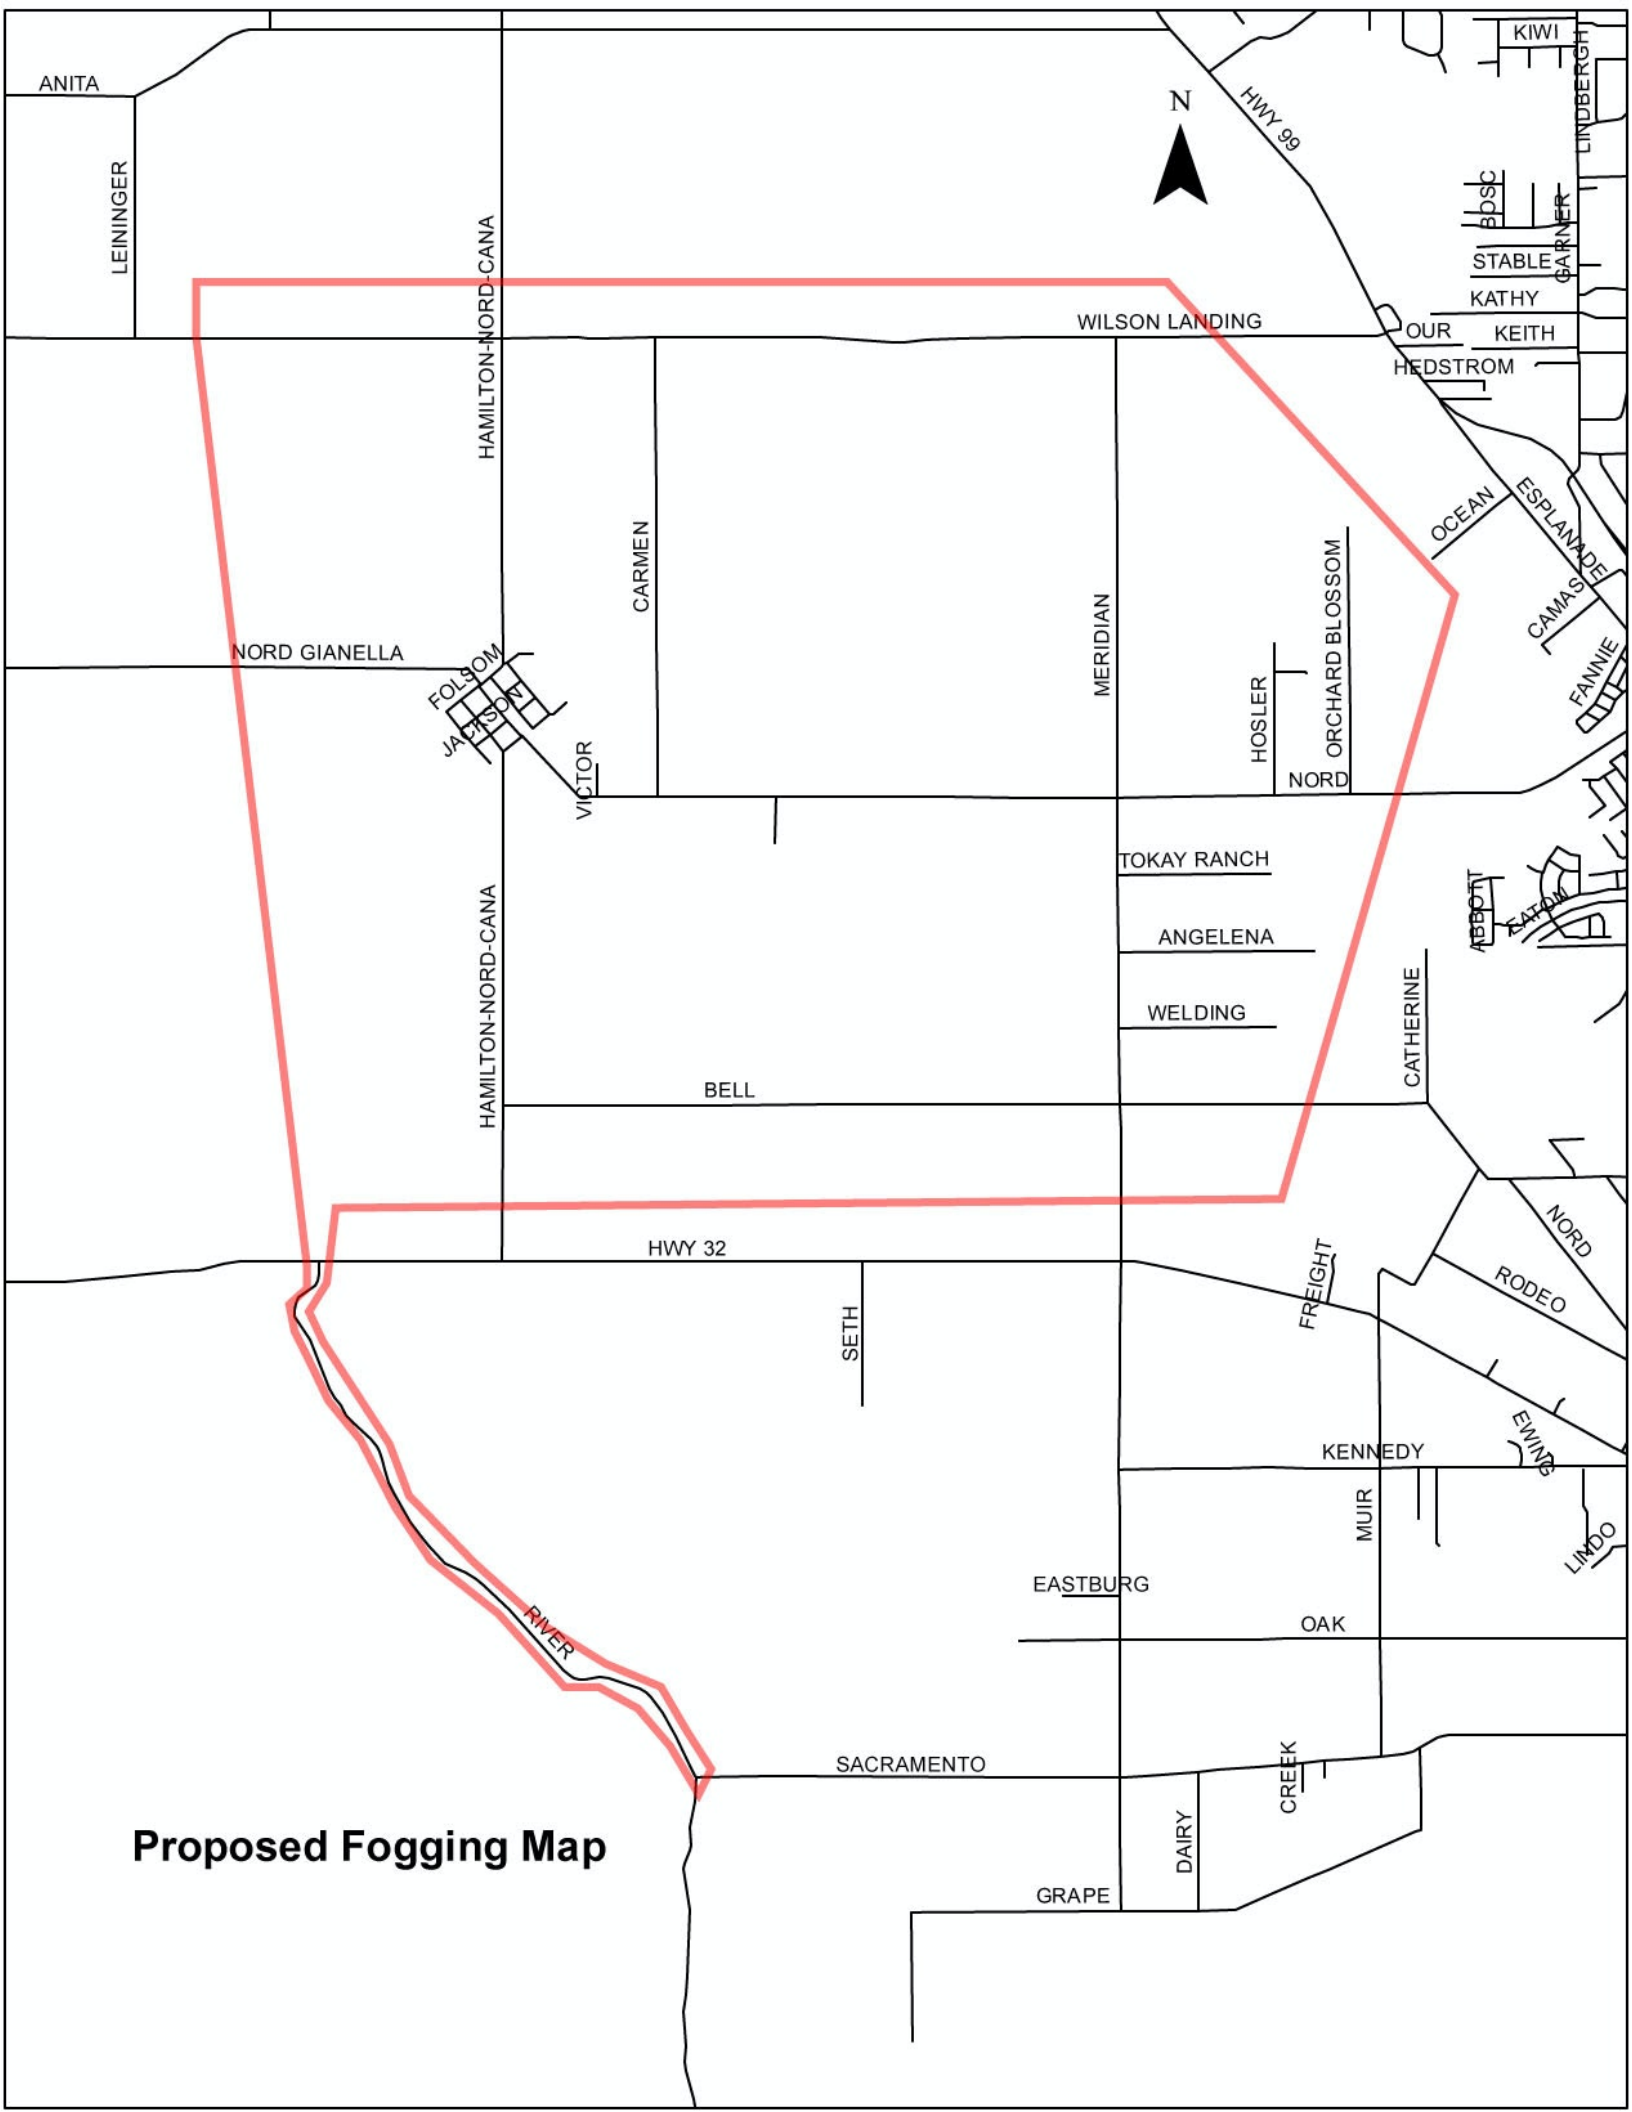 KIWI
LINDBERGH
ANITA
N
HWY 99
LEININGER
BOSC
GARNER
HAMILTON-NORD-CANA
STABLE
KATHY
WILSON LANDING
OUR
KEITH
HEDSTROM
OCEAN
ESPLANADE
CARMEN
CAMAS
MERIDIAN
ORCHARD BLOSSOM
NORD GIANELLA
FOLSOM
JACKSON
FANNIE
HOSLER
VICTOR
NORD
TOKAY RANCH
ABBOTT
EATON
ANGELENA
HAMILTON-NORD-CANA
WELDING
CATHERINE
BELL
HWY 32
FREIGHT
NORD
RODEO
SETH
KENNEDY
EWING
MUIR
LINDO
EASTBURG
RIVER
OAK
SACRAMENTO
CREEK
DAIRY
Proposed Fogging Map
GRAPE